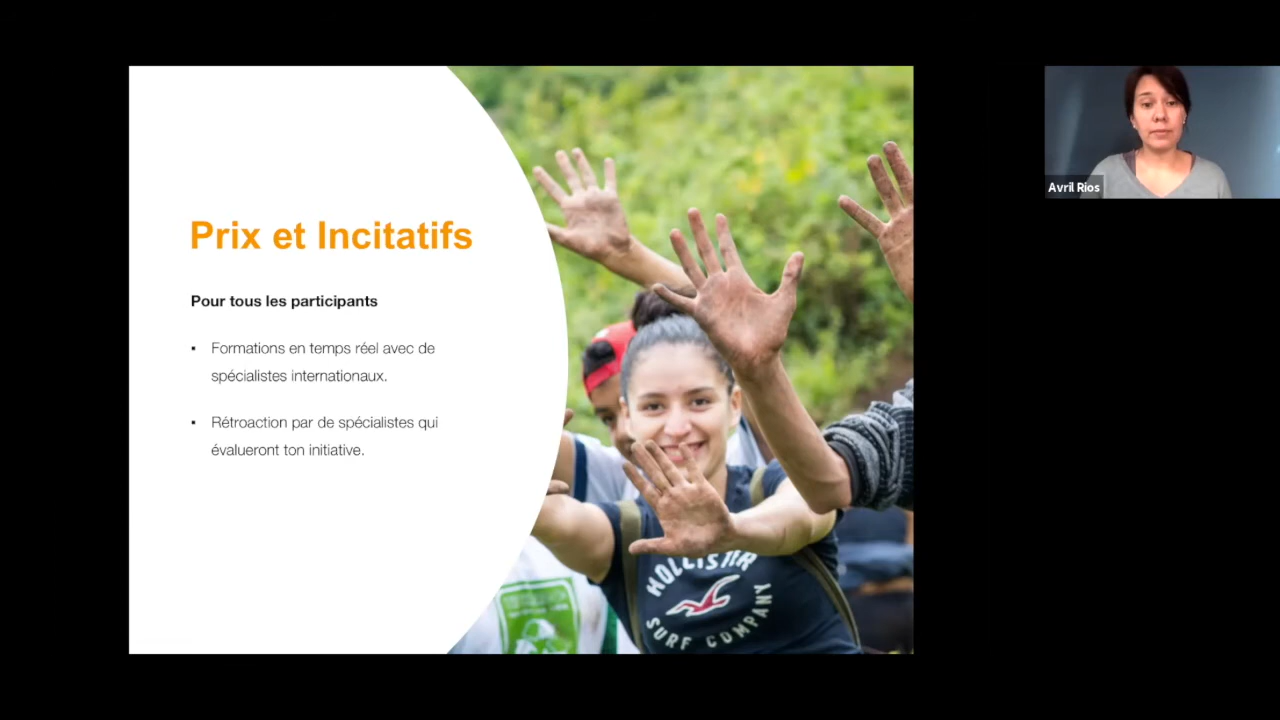 Prix et Incitatifs
Pour tous les participants
▪ Formations en temps réel avec de
spécialistes internationaux.
▪ Rétroaction par de spécialistes qui
évalueront ton initiative.
HOLLISTER
SURF COMPANY
Avril Rios